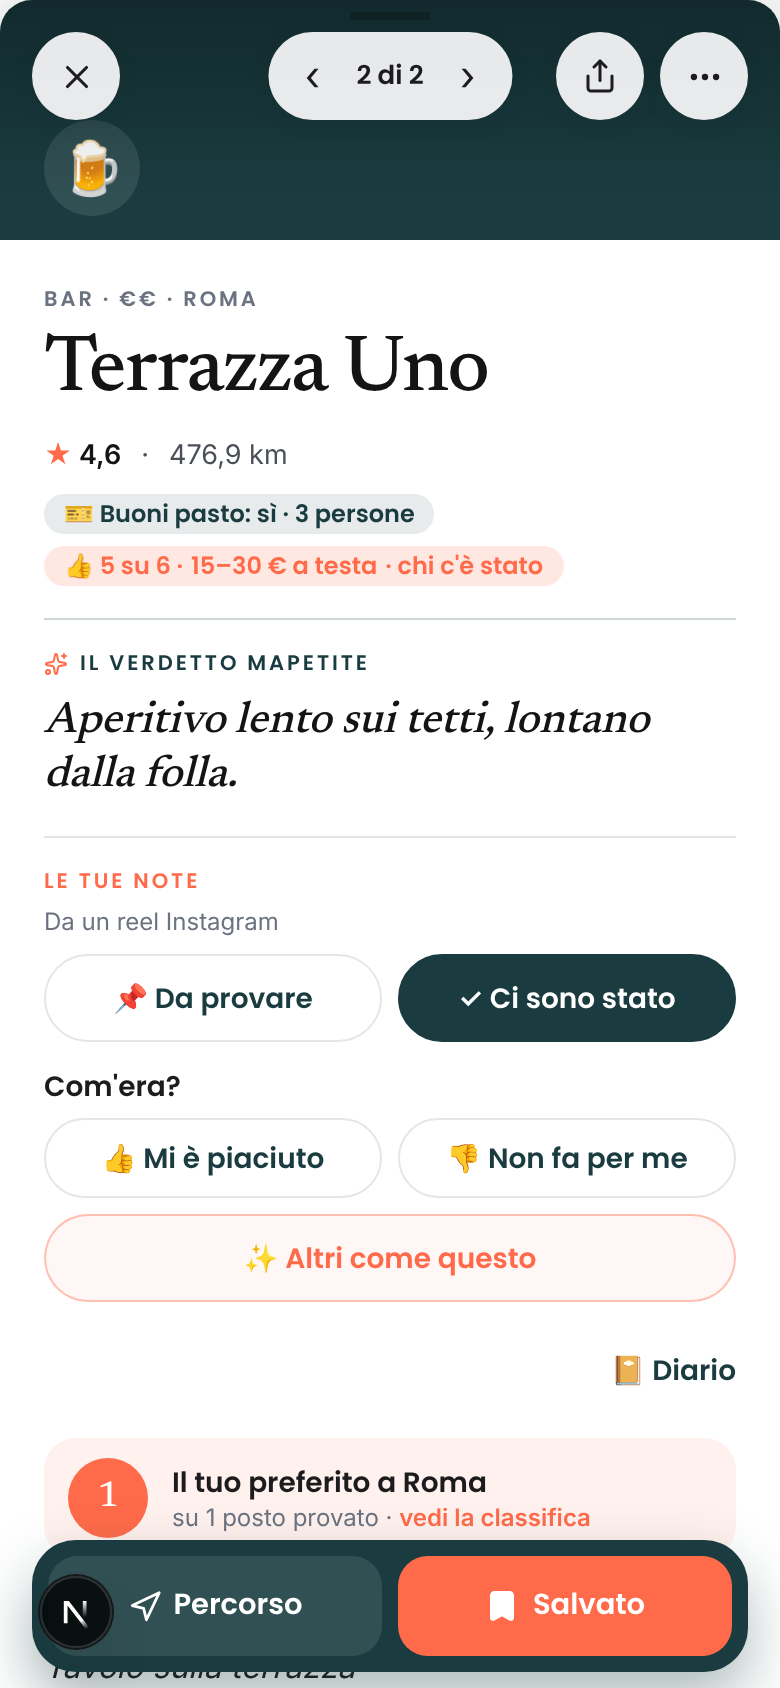 2 di 2
BAR · €€ · ROMA
Terrazza Uno
★ 4,6 · 476,9 km
🎫 Buoni pasto: sì · 3 persone
👍 5 su 6 · 15–30 € a testa · chi c'è stato
IL VERDETTO MAPETITE
Aperitivo lento sui tetti, lontano
dalla folla.
LE TUE NOTE
Da un reel Instagram
📌 Da provare
✓ Ci sono stato
Com'era?
👍 Mi è piaciuto
👎 Non fa per me
✨ Altri come questo
📔 Diario
1
Il tuo preferito a Roma
su 1 posto provato · vedi la classifica
N
Percorso
Salvato
Tavolo sulla terrazza